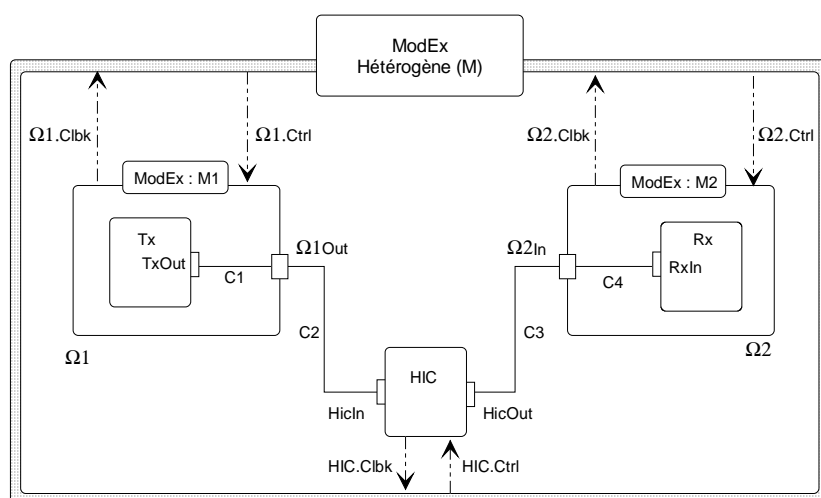 ModEx
Hétérogène (M)
Ω1.Clbk
Ω1.Ctrl
Ω2.Clbk
Ω2.Ctrl
ModEx : M1
ModEx : M2
Tx
TxOut
C1
Ω1Out
Ω2In
C4
Rx
RxIn
Ω1
C2
C3
Ω2
HIC
HicIn
HicOut
HIC.Clbk
HIC.Ctrl